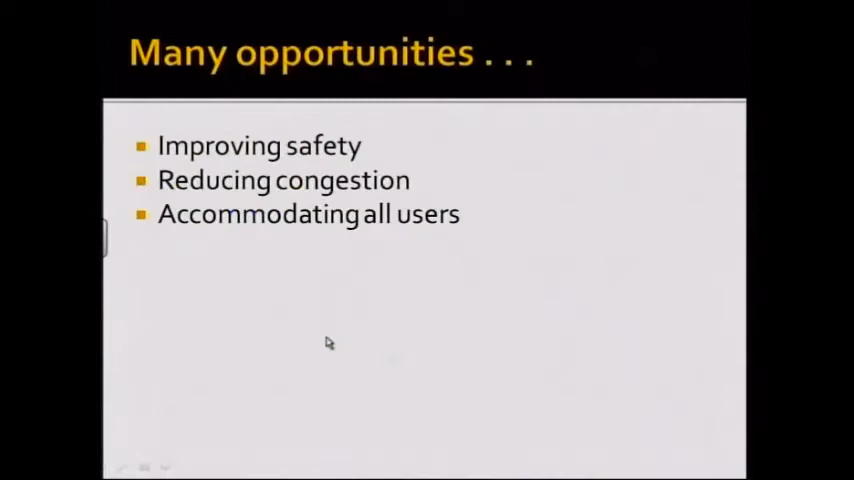 Many opportunities . . .
Improving safety
Reducing congestion
Accommodating all users